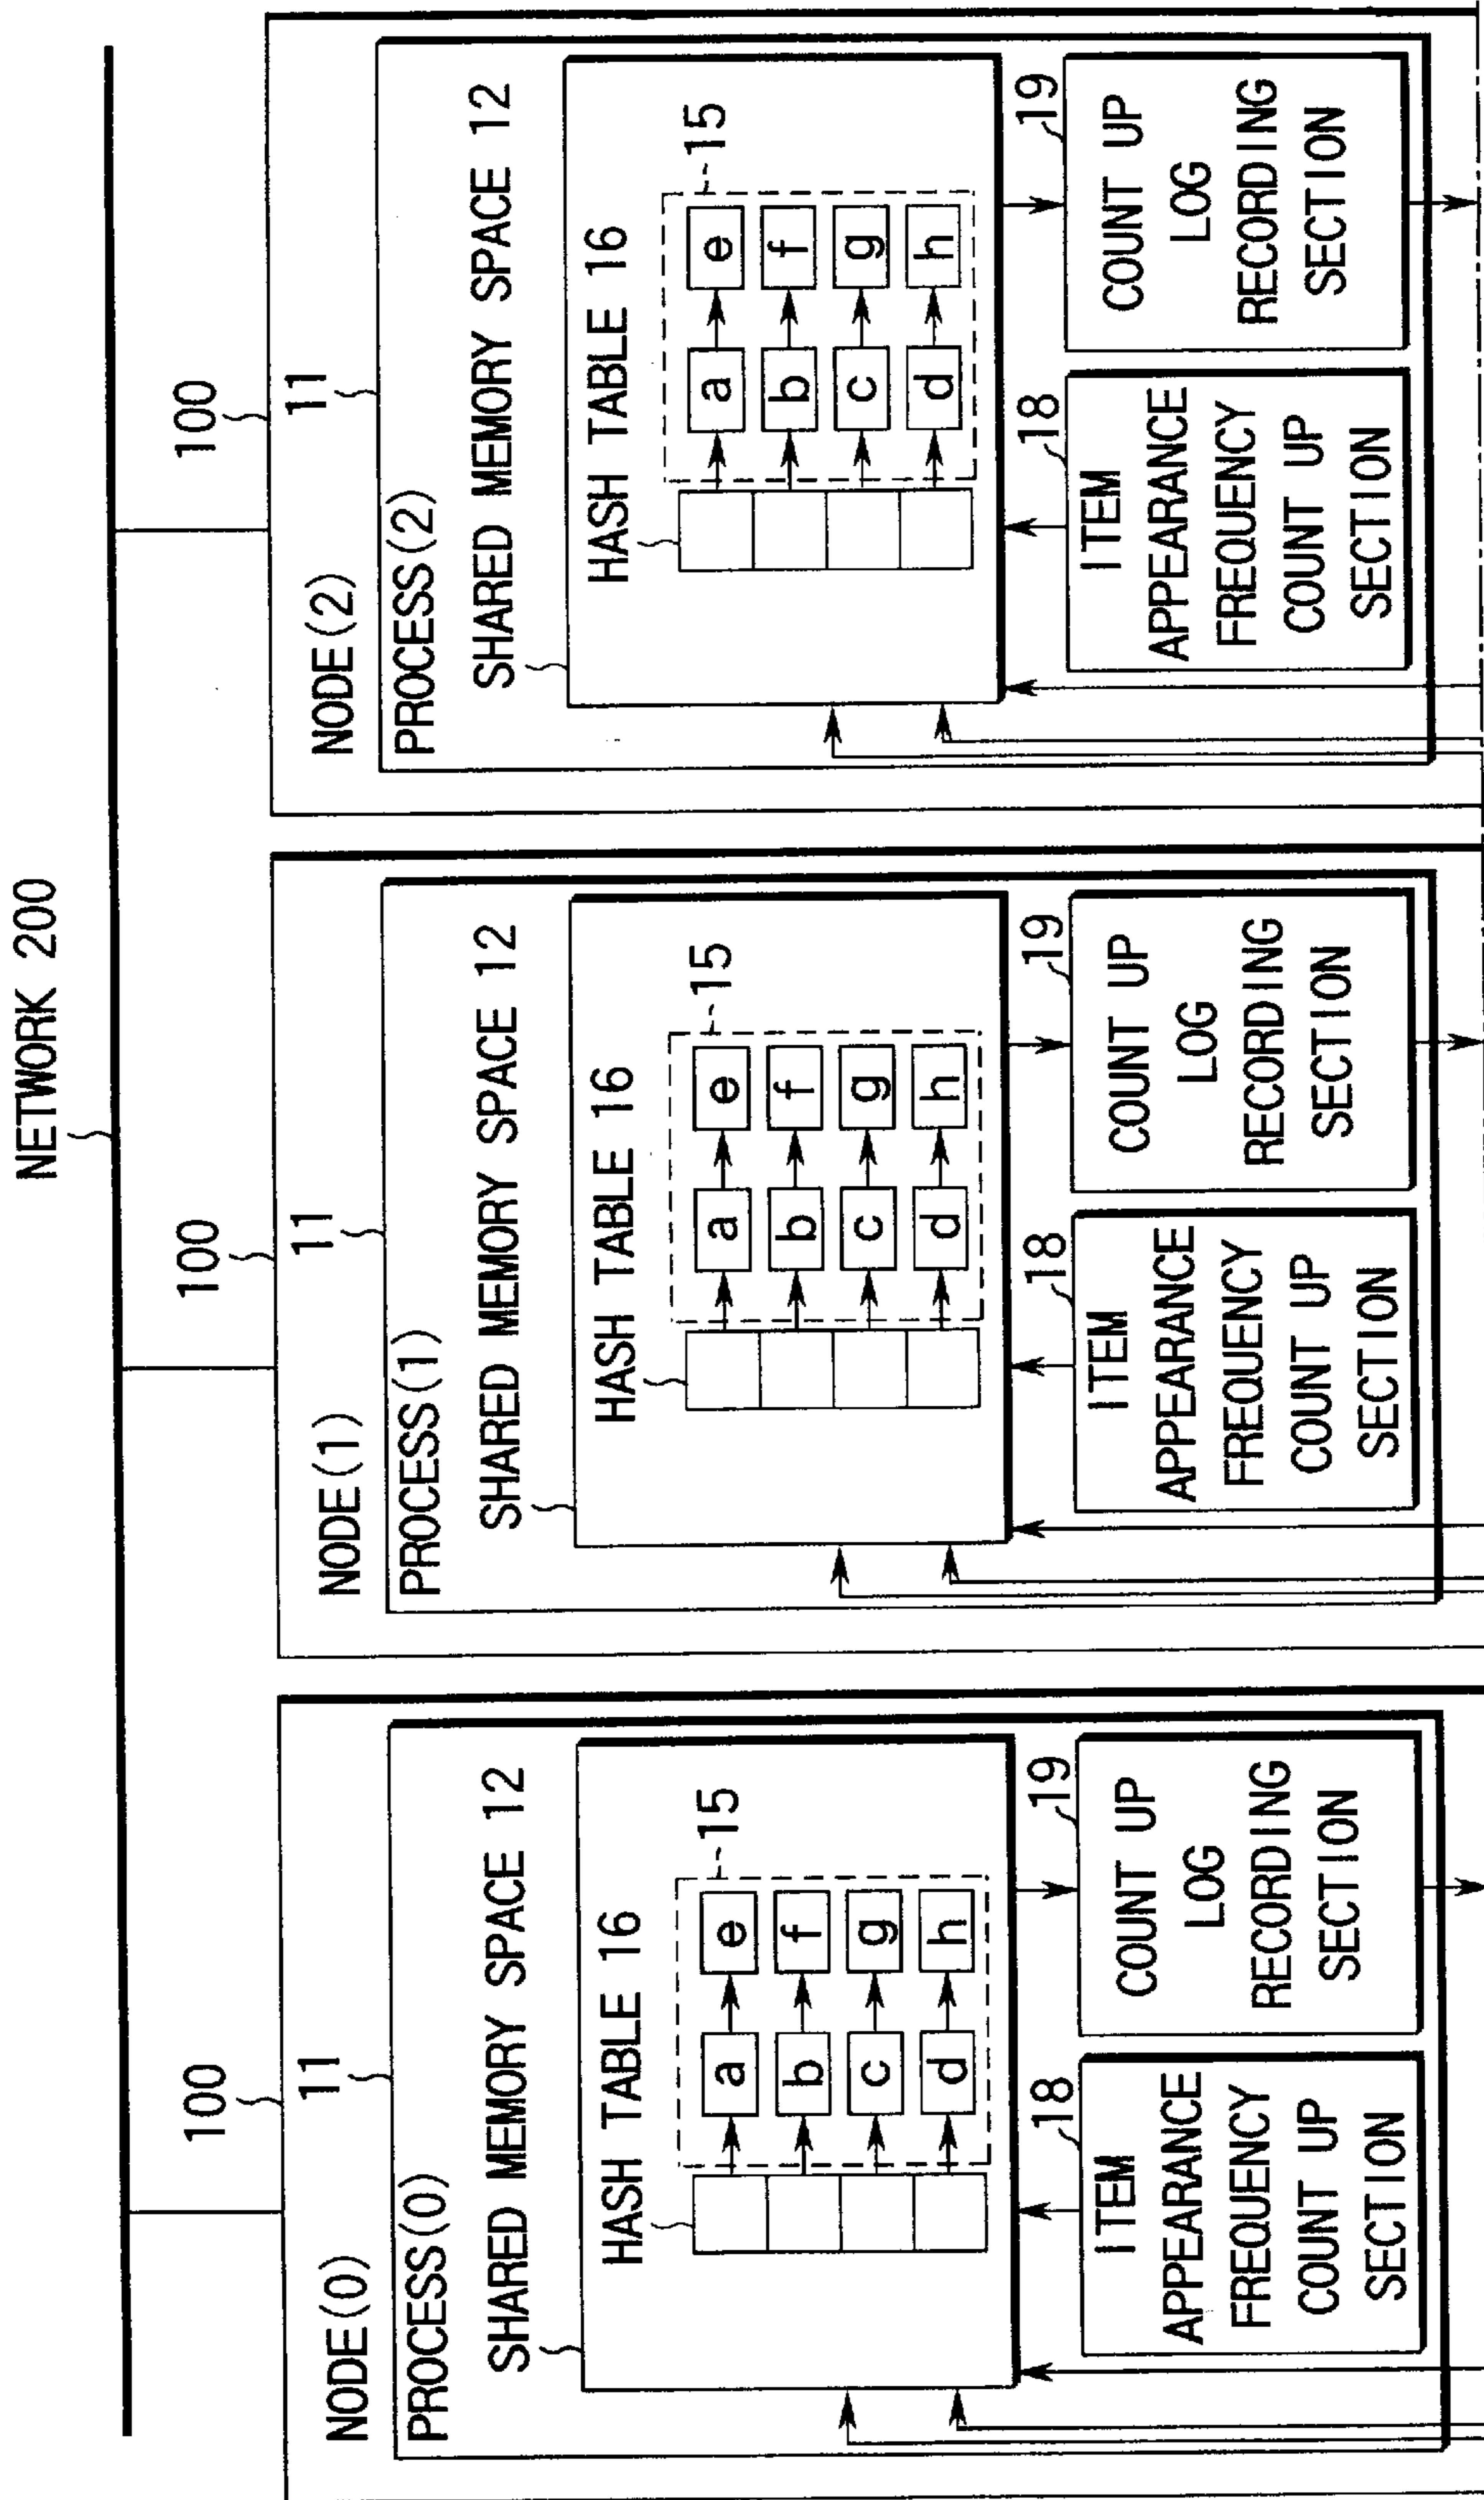 NETWORK 200
100
NODE(0)
11
PROCESS(0)
SHARED MEMORY SPACE 12
HASH TABLE 16
15
a
e
b
f
c
g
d
h
18
ITEM
APPEARANCE
FREQUENCY
COUNT UP
SECTION
19
COUNT UP
LOG
RECORDING
SECTION
100
NODE(1)
11
PROCESS(1)
SHARED MEMORY SPACE 12
HASH TABLE 16
15
a
e
b
f
c
g
d
h
18
ITEM
APPEARANCE
FREQUENCY
COUNT UP
SECTION
19
COUNT UP
LOG
RECORDING
SECTION
100
NODE(2)
11
PROCESS(2)
SHARED MEMORY SPACE 12
HASH TABLE 16
15
a
e
b
f
c
g
d
h
18
ITEM
APPEARANCE
FREQUENCY
COUNT UP
SECTION
19
COUNT UP
LOG
RECORDING
SECTION